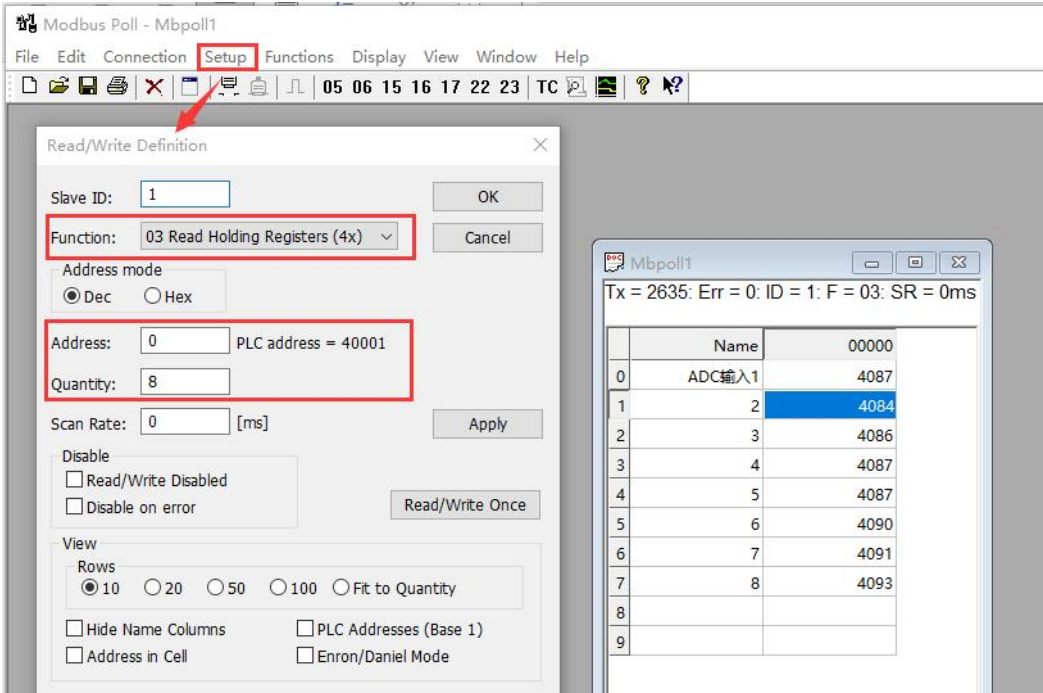 Modbus Poll - Mbpoll1
File Edit Connection Setup Functions Display View Window Help
05 06 15 16 17 22 23 TC
Read/Write Definition
Slave ID: 1 OK
Function: 03 Read Holding Registers (4x) Cancel
Address mode
Dec Hex
Address: 0 PLC address = 40001
Quantity: 8
Scan Rate: 0 [ms] Apply
Disable
Read/Write Disabled
Disable on error
Read/Write Once
View
Rows
10 20 50 100 Fit to Quantity
Hide Name Columns PLC Addresses (Base 1)
Address in Cell Enron/Daniel Mode
Mbpoll1
Tx = 2635: Err = 0: ID = 1: F = 03: SR = 0ms
Name 00000
0 ADC输入1 4087
1 2 4084
2 3 4086
3 4 4087
4 5 4087
5 6 4090
6 7 4091
7 8 4093
8
9